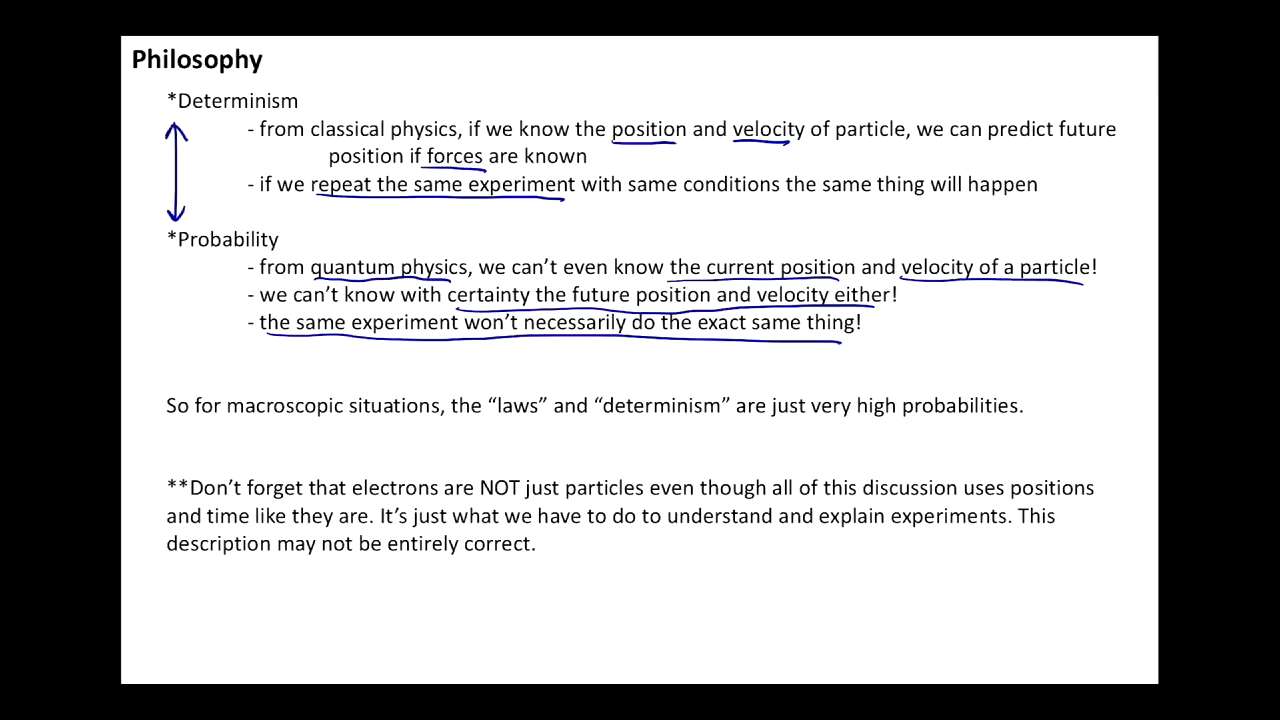 Philosophy
*Determinism
- from classical physics, if we know the position and velocity of particle, we can predict future
position if forces are known
- if we repeat the same experiment with same conditions the same thing will happen
*Probability
- from quantum physics, we can’t even know the current position and velocity of a particle!
- we can’t know with certainty the future position and velocity either!
- the same experiment won’t necessarily do the exact same thing!
So for macroscopic situations, the “laws” and “determinism” are just very high probabilities.
**Don’t forget that electrons are NOT just particles even though all of this discussion uses positions
and time like they are. It’s just what we have to do to understand and explain experiments. This
description may not be entirely correct.